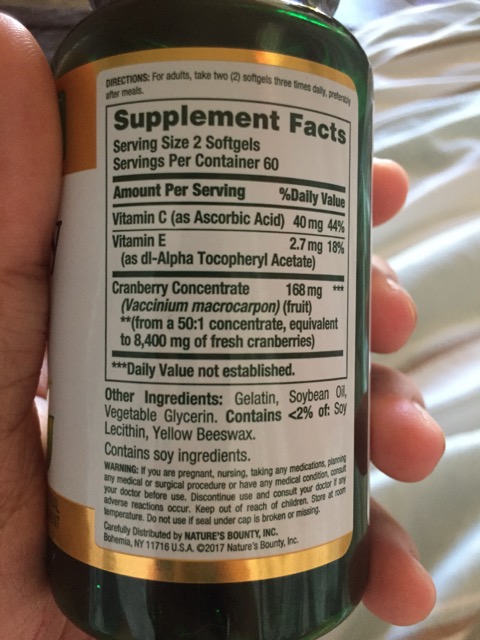 DIRECTIONS: For adults, take two (2) softgels three times daily, preferably
after meals.
Supplement Facts
Serving Size 2 Softgels
Servings Per Container 60
Amount Per Serving %Daily Value
Vitamin C (as Ascorbic Acid) 40 mg 44%
Vitamin E 2.7 mg 18%
(as dl-Alpha Tocopheryl Acetate)
Cranberry Concentrate 168 mg ***
(Vaccinium macrocarpon) (fruit)
**(from a 50:1 concentrate, equivalent
to 8,400 mg of fresh cranberries)
***Daily Value not established.
Other Ingredients: Gelatin, Soybean Oil,
Vegetable Glycerin. Contains <2% of: Soy
Lecithin, Yellow Beeswax.
Contains soy ingredients.
WARNING: If you are pregnant, nursing, taking any medications, planning
any medical or surgical procedure or have any medical condition, consult
your doctor before use. Discontinue use and consult your doctor if any
adverse reactions occur. Keep out of reach of children. Store at room
temperature. Do not use if seal under cap is broken or missing.
Carefully Distributed by NATURE'S BOUNTY, INC.
Bohemia, NY 11716 U.S.A. ©2017 Nature's Bounty, Inc.